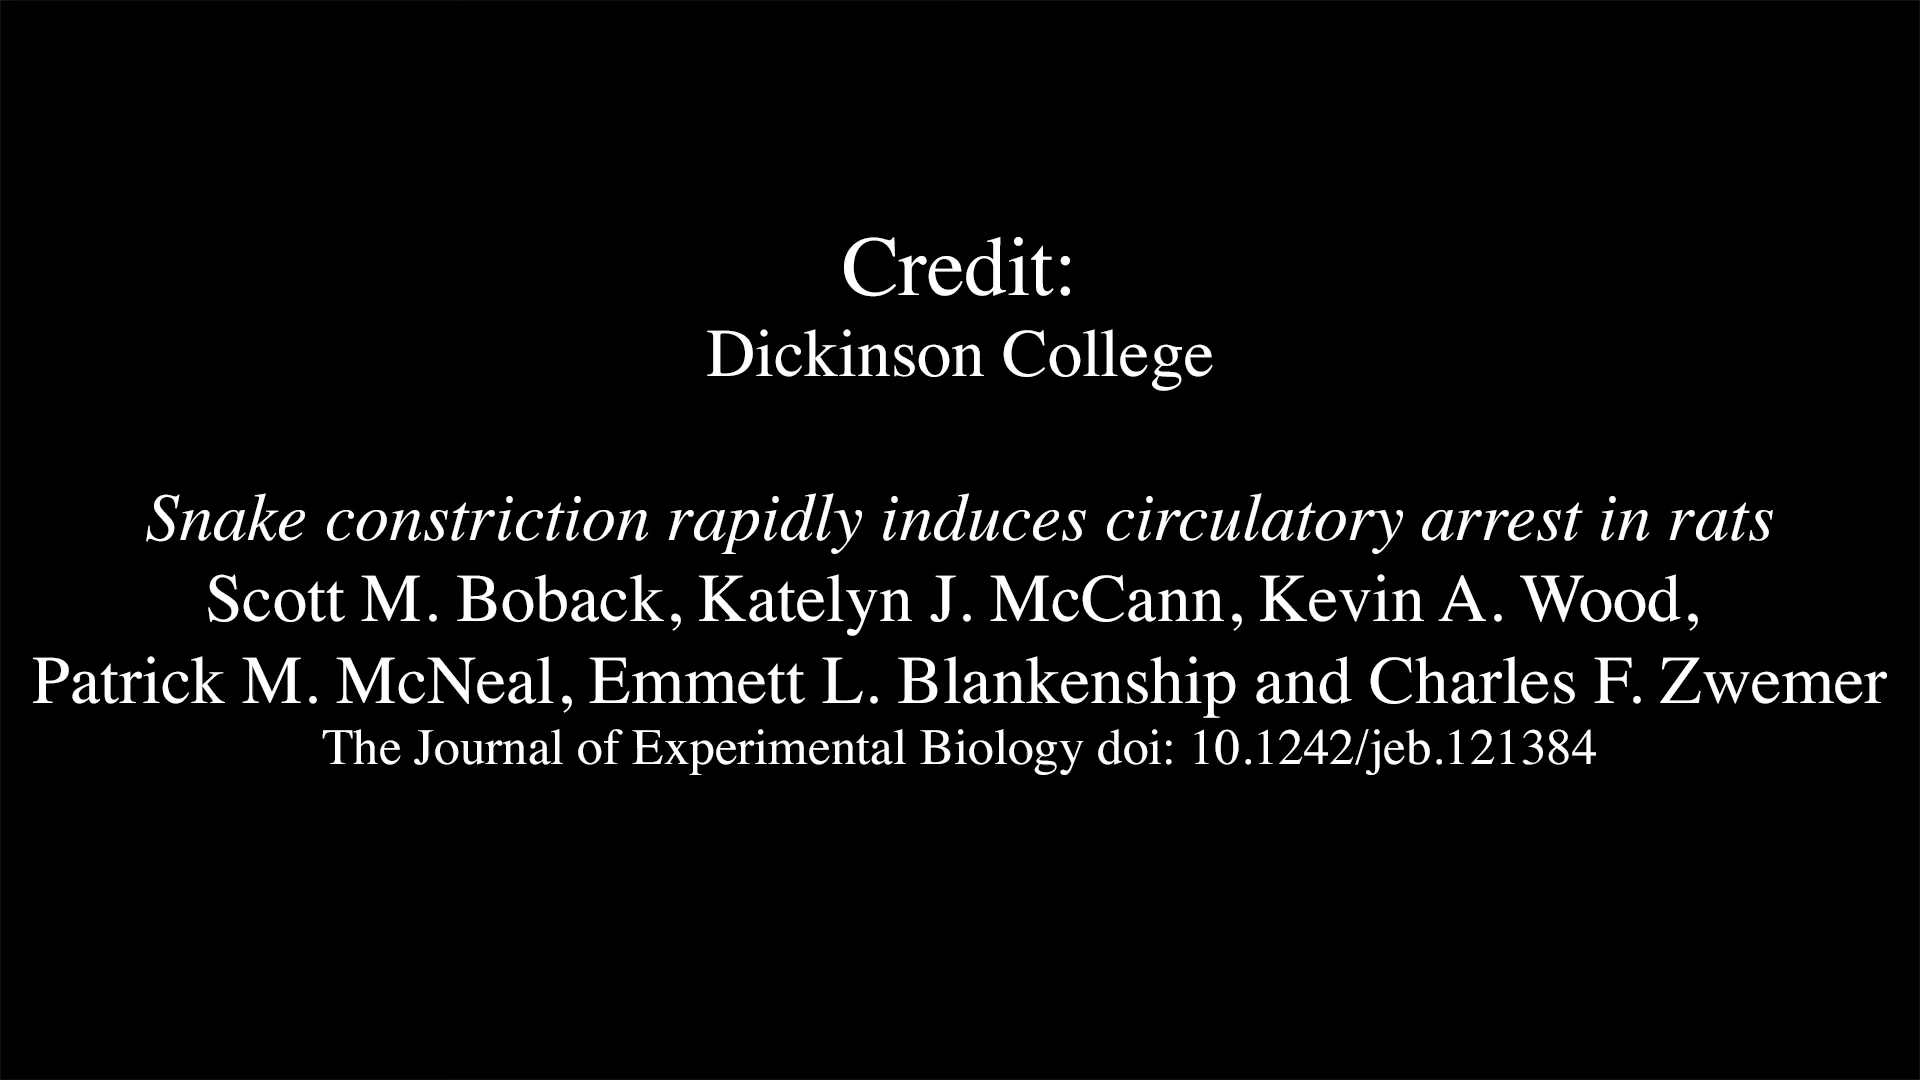 Credit:
Dickinson College
Snake constriction rapidly induces circulatory arrest in rats
Scott M. Boback, Katelyn J. McCann, Kevin A. Wood,
Patrick M. McNeal, Emmett L. Blankenship and Charles F. Zwemer
The Journal of Experimental Biology doi: 10.1242/jeb.121384